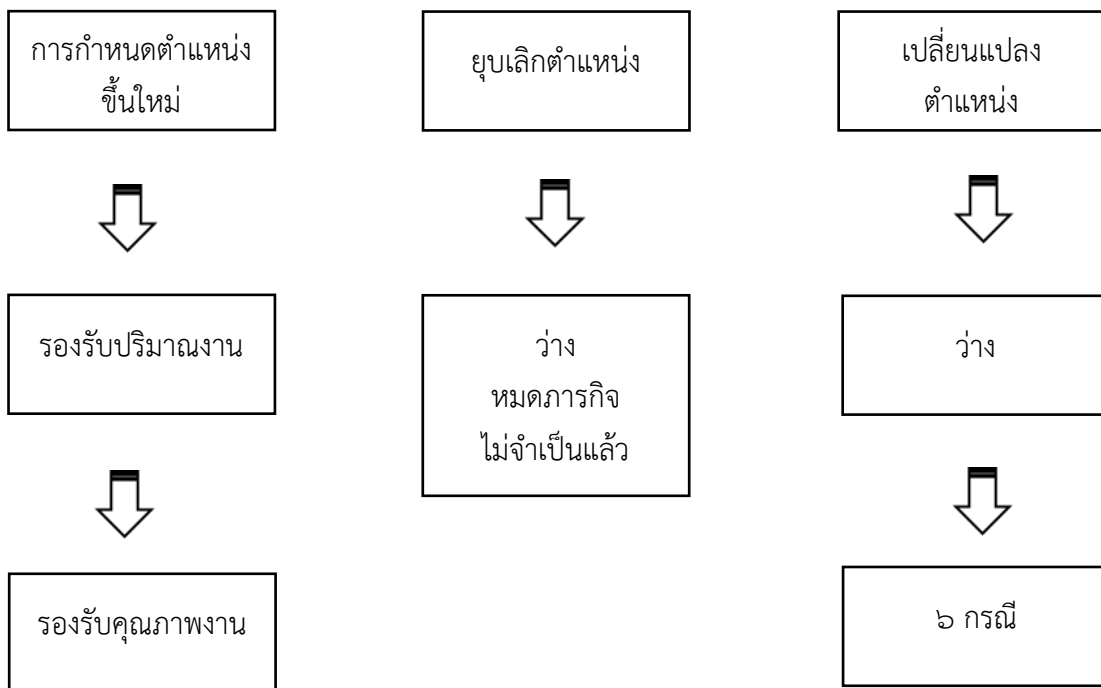 การกำหนดตำแหน่ง
ขึ้นใหม่
ยุบเลิกตำแหน่ง
เปลี่ยนแปลง
ตำแหน่ง
รองรับปริมาณงาน
ว่าง
หมดภารกิจ
ไม่จำเป็นแล้ว
ว่าง
รองรับคุณภาพงาน
๖ กรณี